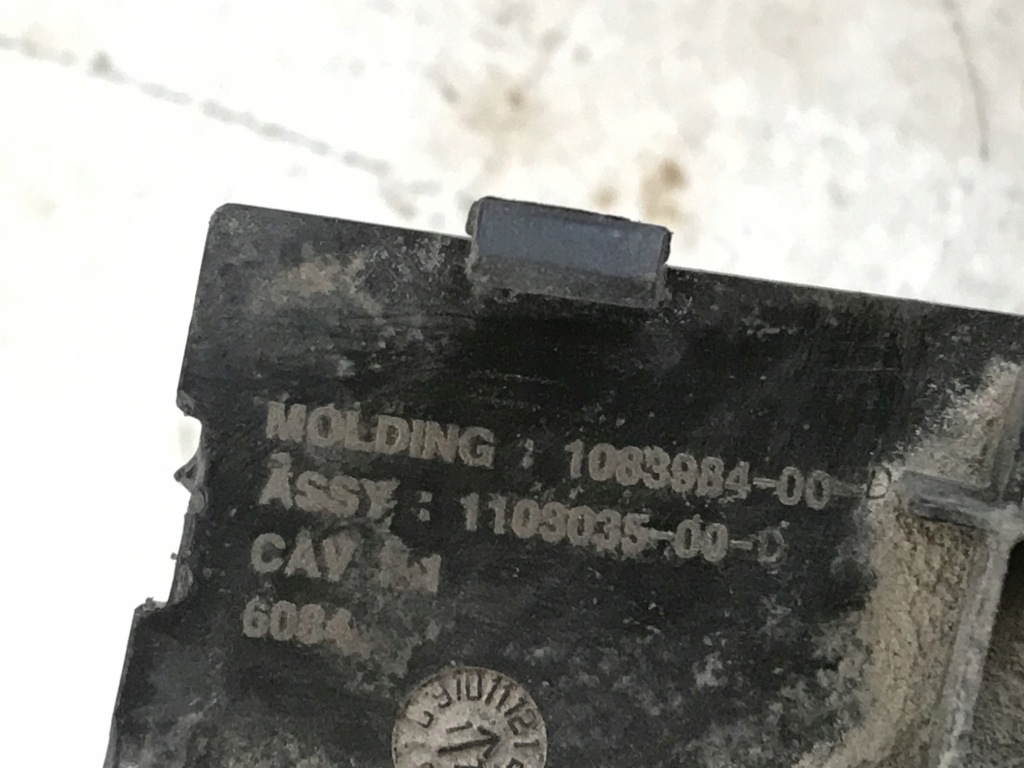 MOLDING : 1083984-00-D
ASSY : 1103035-00-D
CAV
6084